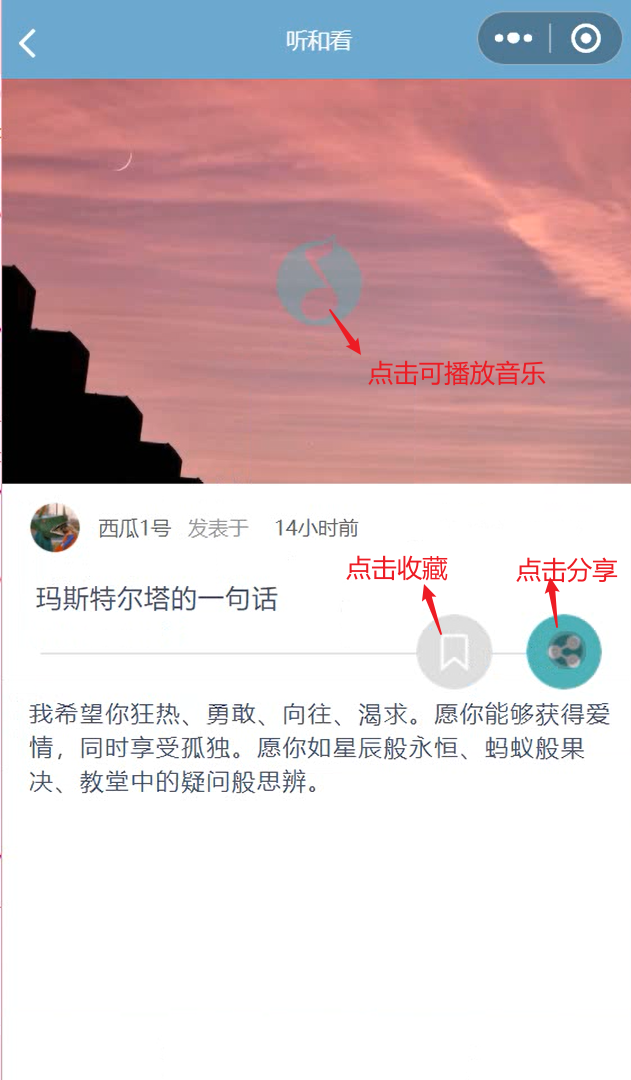 听和看
点击可播放音乐
西瓜1号 发表于 14小时前
点击收藏 点击分享
玛斯特尔塔的一句话
我希望你狂热、勇敢、向往、渴求。愿你能够获得爱
情，同时享受孤独。愿你如星辰般永恒、蚂蚁般果
决、教堂中的疑问般思辨。